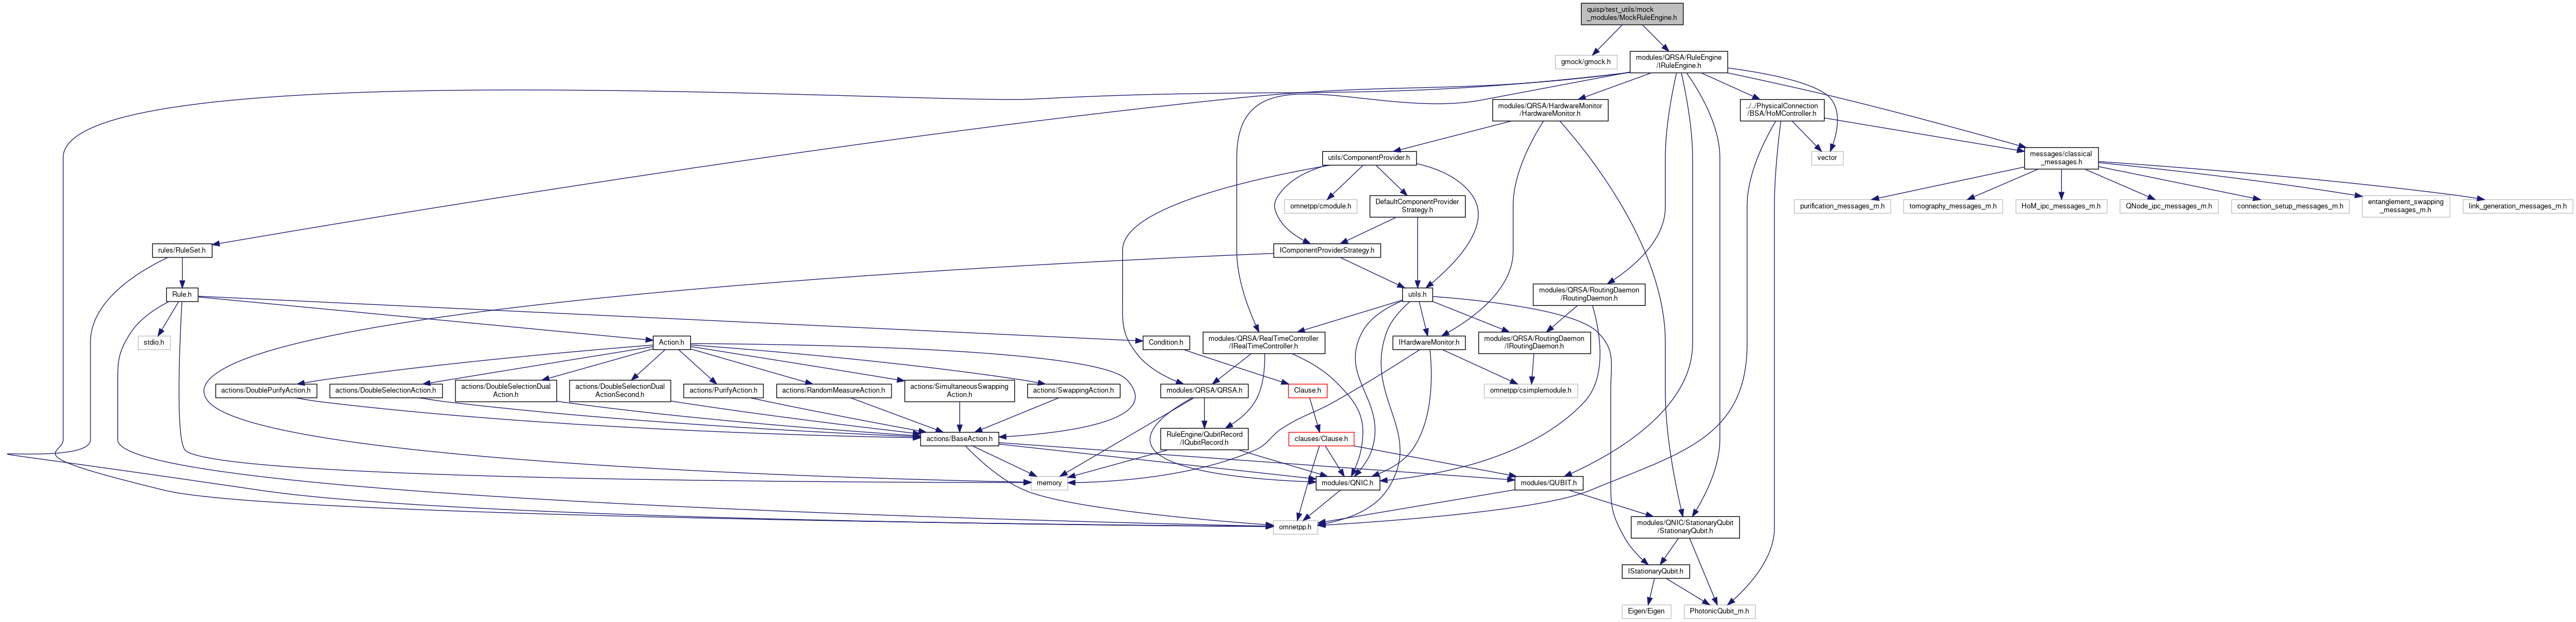 quisp/test_utils/mock
_modules/MockRuleEngine.h
gmock/gmock.h
modules/QRSA/RuleEngine
/IRuleEngine.h
modules/QRSA/HardwareMonitor
/HardwareMonitor.h
../../PhysicalConnection
/BSA/HoMController.h
utils/ComponentProvider.h
vector
messages/classical
_messages.h
omnetpp/cmodule.h
DefaultComponentProvider
Strategy.h
purification_messages_m.h
tomography_messages_m.h
HoM_ipc_messages_m.h
QNode_ipc_messages_m.h
connection_setup_messages_m.h
entanglement_swapping
_messages_m.h
link_generation_messages_m.h
rules/RuleSet.h
IComponentProviderStrategy.h
Rule.h
utils.h
modules/QRSA/RoutingDaemon
/RoutingDaemon.h
stdio.h
Action.h
Condition.h
modules/QRSA/RealTimeController
/IRealTimeController.h
IHardwareMonitor.h
modules/QRSA/RoutingDaemon
/IRoutingDaemon.h
actions/DoublePurifyAction.h
actions/DoubleSelectionAction.h
actions/DoubleSelectionDual
Action.h
actions/DoubleSelectionDual
ActionSecond.h
actions/PurifyAction.h
actions/RandomMeasureAction.h
actions/SimultaneousSwapping
Action.h
actions/SwappingAction.h
modules/QRSA/QRSA.h
Clause.h
omnetpp/csimplemodule.h
actions/BaseAction.h
RuleEngine/QubitRecord
/IQubitRecord.h
clauses/Clause.h
memory
modules/QNIC.h
modules/QUBIT.h
omnetpp.h
modules/QNIC/StationaryQubit
/StationaryQubit.h
IStationaryQubit.h
Eigen/Eigen
PhotonicQubit_m.h